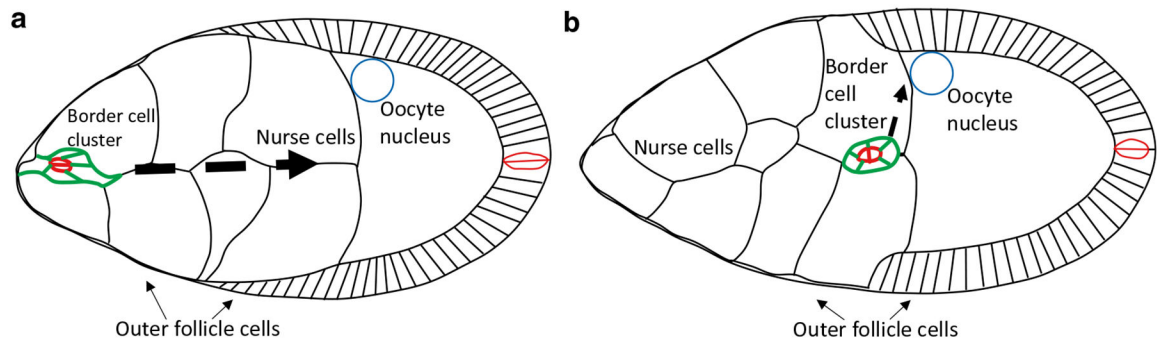 a
Border cell
cluster
Nurse cells
Oocyte
nucleus
Outer follicle cells
b
Border
cell
cluster
Nurse cells
Oocyte
nucleus
Outer follicle cells